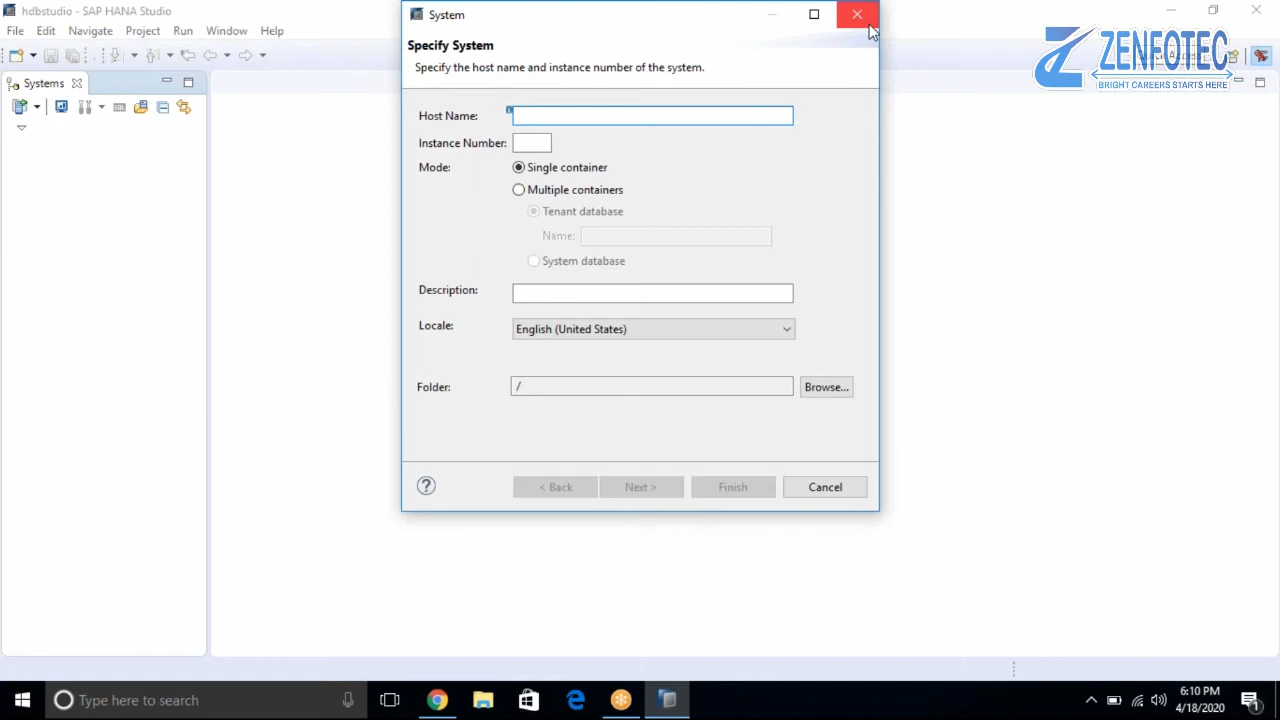 hdbstudio - SAP HANA Studio
File Edit Navigate Project Run Window Help
Systems
System
Specify System
Specify the host name and instance number of the system.
Host Name:
Instance Number:
Mode:
Single container
Multiple containers
Tenant database
Name:
System database
Description:
Locale:
English (United States)
Folder:
/
Browse...
?
< Back
Next >
Finish
Cancel
ZENFOTEC
BRIGHT CAREERS STARTS HERE
Type here to search
6:10 PM
4/18/2020
1